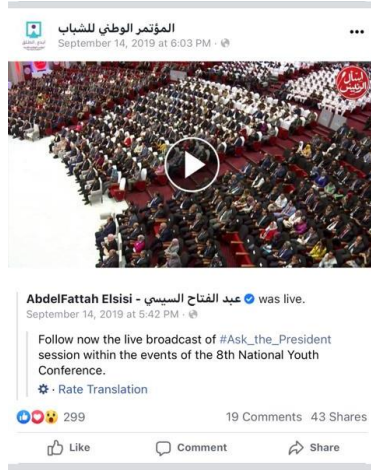 المؤتمر الوطني للشباب
September 14, 2019 at 6:03 PM ·
اسأل
الرئيس
AbdelFattah Elsisi - عبد الفتاح السيسي was live.
September 14, 2019 at 5:42 PM ·
Follow now the live broadcast of #Ask_the_President
session within the events of the 8th National Youth
Conference.
· Rate Translation
299
19 Comments 43 Shares
Like Comment Share